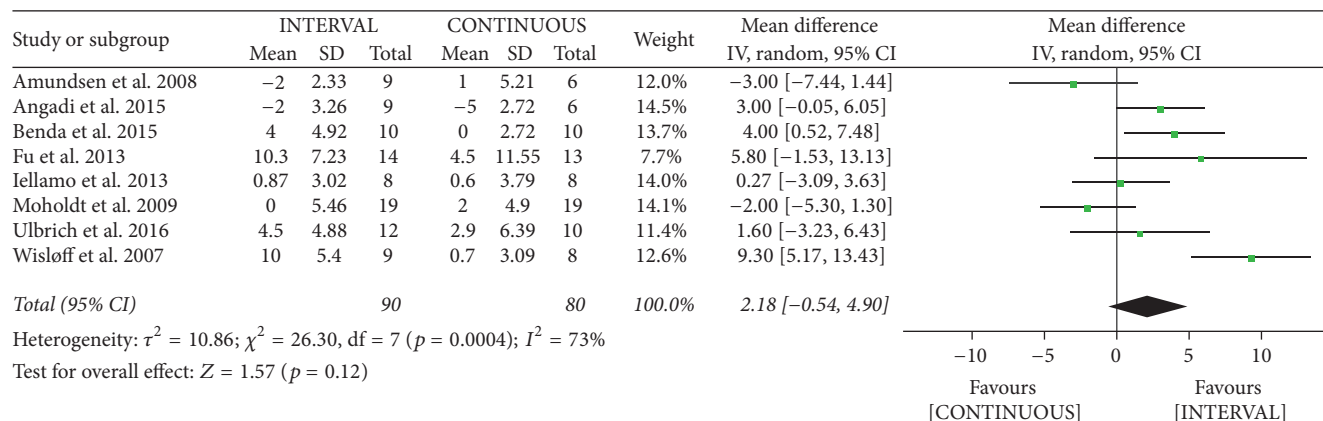 Study or subgroup INTERVAL CONTINUOUS Weight Mean difference Mean difference
Mean SD Total Mean SD Total IV, random, 95% CI IV, random, 95% CI
Amundsen et al. 2008 −2 2.33 9 1 5.21 6 12.0% −3.00 [−7.44, 1.44]
Angadi et al. 2015 −2 3.26 9 −5 2.72 6 14.5% 3.00 [−0.05, 6.05]
Benda et al. 2015 4 4.92 10 0 2.72 10 13.7% 4.00 [0.52, 7.48]
Fu et al. 2013 10.3 7.23 14 4.5 11.55 13 7.7% 5.80 [−1.53, 13.13]
Iellamo et al. 2013 0.87 3.02 8 0.6 3.79 8 14.0% 0.27 [−3.09, 3.63]
Moholdt et al. 2009 0 5.46 19 2 4.9 19 14.1% −2.00 [−5.30, 1.30]
Ulbrich et al. 2016 4.5 4.88 12 2.9 6.39 10 11.4% 1.60 [−3.23, 6.43]
Wisløff et al. 2007 10 5.4 9 0.7 3.09 8 12.6% 9.30 [5.17, 13.43]
Total (95% CI) 90 80 100.0% 2.18 [−0.54, 4.90]
Heterogeneity: τ² = 10.86; χ² = 26.30, df = 7 (p = 0.0004); I² = 73%
Test for overall effect: Z = 1.57 (p = 0.12)
−10 −5 0 5 10
Favours Favours
[CONTINUOUS] [INTERVAL]